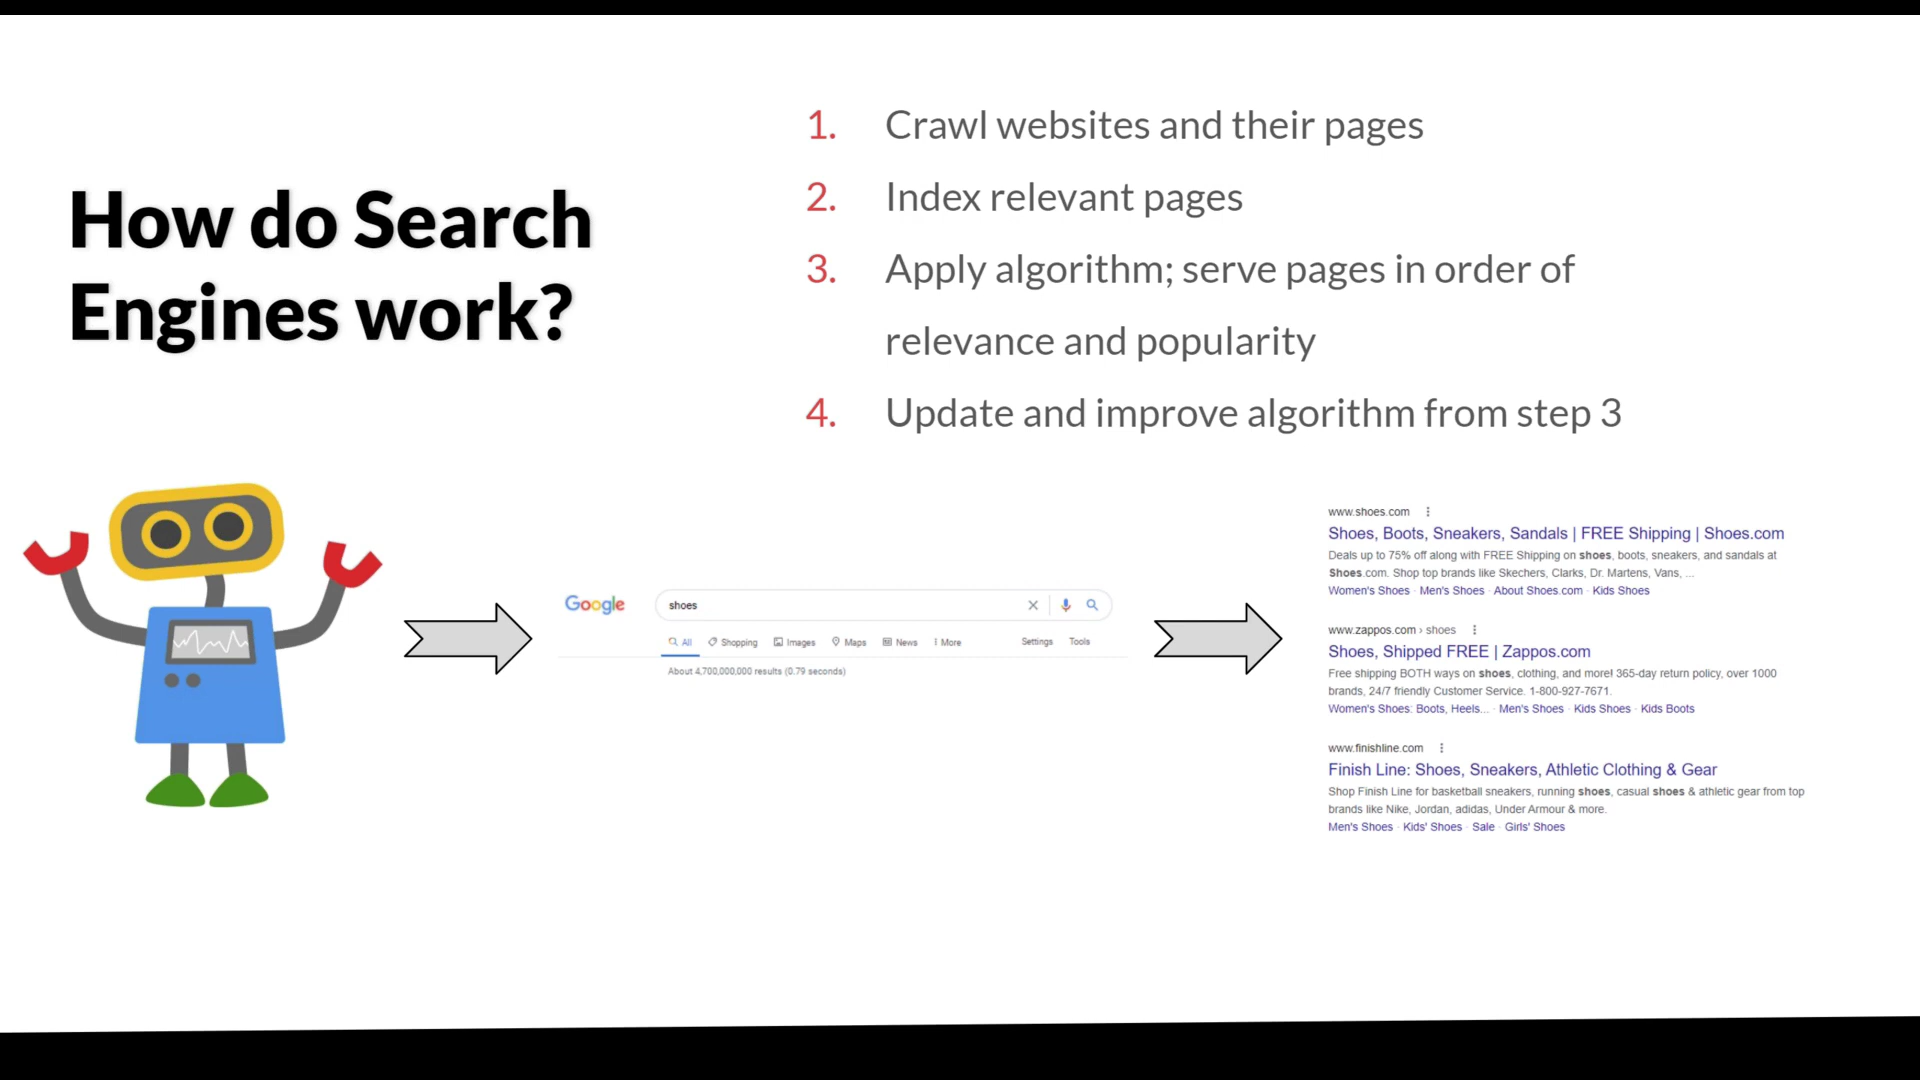 How do Search
Engines work?
1. Crawl websites and their pages
2. Index relevant pages
3. Apply algorithm; serve pages in order of
relevance and popularity
4. Update and improve algorithm from step 3
Google
shoes
All Shopping Images Maps News More Settings Tools
About 4,700,000,000 results (0.79 seconds)
www.shoes.com
Shoes, Boots, Sneakers, Sandals | FREE Shipping | Shoes.com
Deals up to 75% off along with FREE Shipping on shoes, boots, sneakers, and sandals at
Shoes.com. Shop top brands like Skechers, Clarks, Dr. Martens, Vans, ...
Women's Shoes · Men's Shoes · About Shoes.com · Kids Shoes
www.zappos.com › shoes
Shoes, Shipped FREE | Zappos.com
Free shipping BOTH ways on shoes, clothing, and more! 365-day return policy, over 1000
brands, 24/7 friendly Customer Service. 1-800-927-7671.
Women's Shoes: Boots, Heels... · Men's Shoes · Kids Shoes · Kids Boots
www.finishline.com
Finish Line: Shoes, Sneakers, Athletic Clothing & Gear
Shop Finish Line for basketball sneakers, running shoes, casual shoes & athletic gear from top
brands like Nike, Jordan, adidas, Under Armour & more.
Men's Shoes · Kids' Shoes · Sale · Girls' Shoes